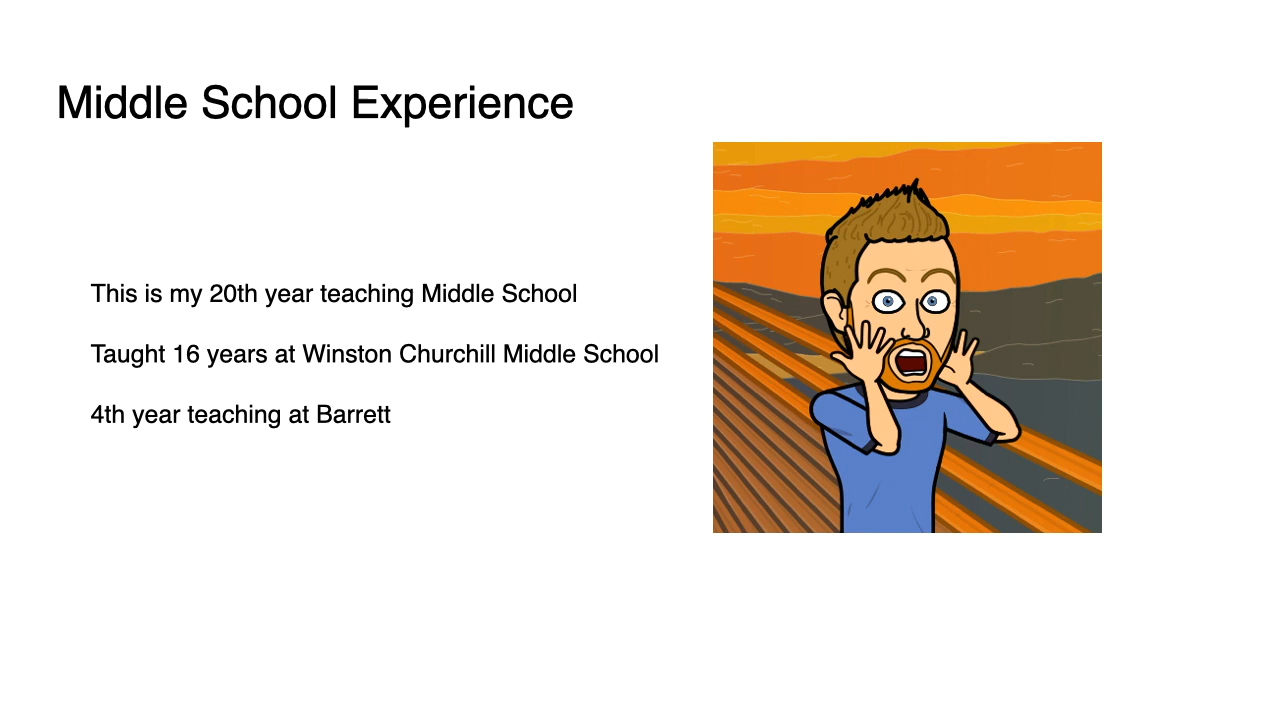 Middle School Experience
This is my 20th year teaching Middle School
Taught 16 years at Winston Churchill Middle School
4th year teaching at Barrett